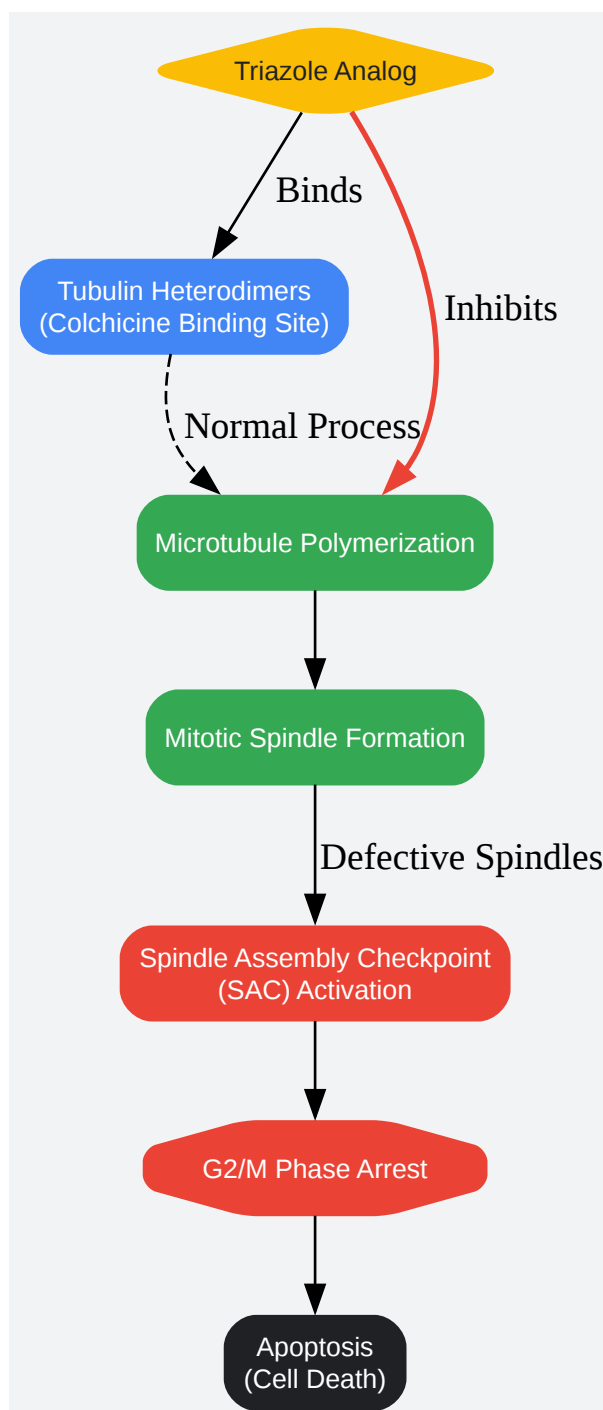 Triazole Analog
Binds
Tubulin Heterodimers
(Colchicine Binding Site)
Inhibits
Normal Process
Microtubule Polymerization
Mitotic Spindle Formation
Defective Spindles
Spindle Assembly Checkpoint
(SAC) Activation
G2/M Phase Arrest
Apoptosis
(Cell Death)